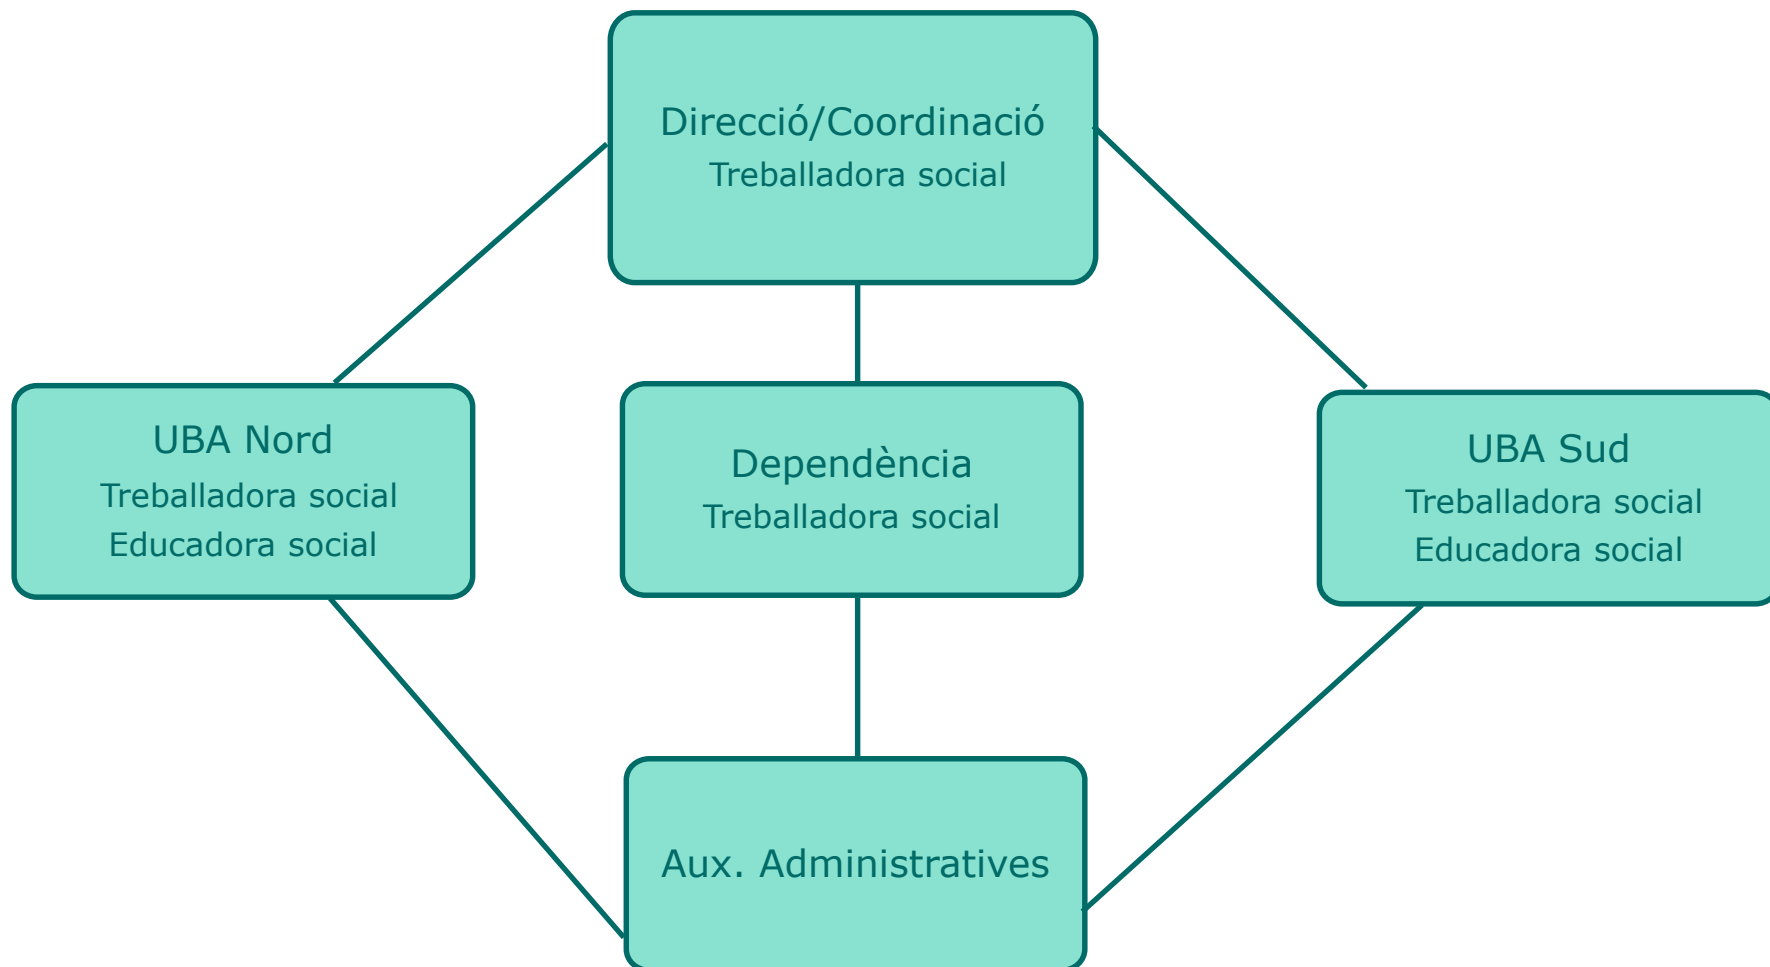 Direcció/Coordinació
Treballadora social
UBA Nord
Treballadora social
Educadora social
Dependència
Treballadora social
UBA Sud
Treballadora social
Educadora social
Aux. Administratives